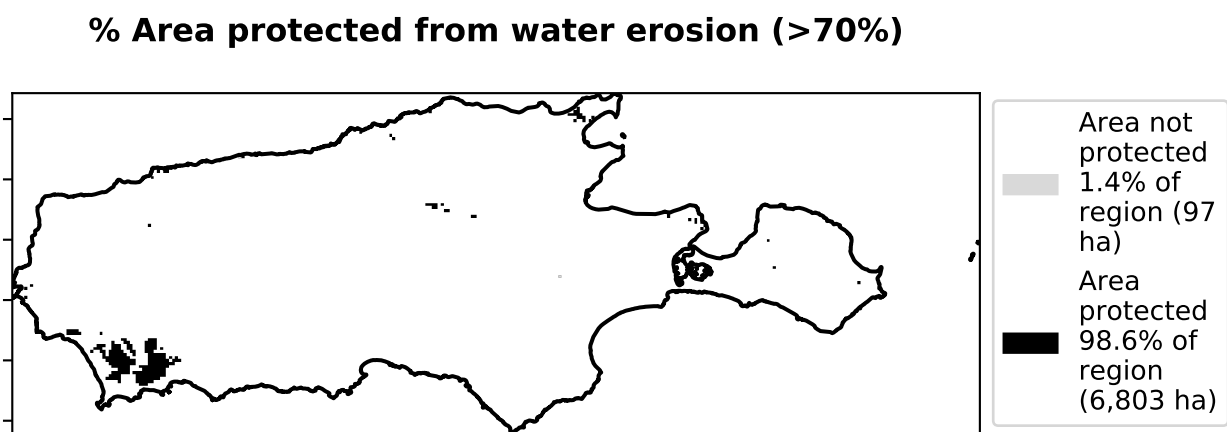 % Area protected from water erosion (>70%)
Area not
protected
1.4% of
region (97
ha)
Area
protected
98.6% of
region
(6,803 ha)